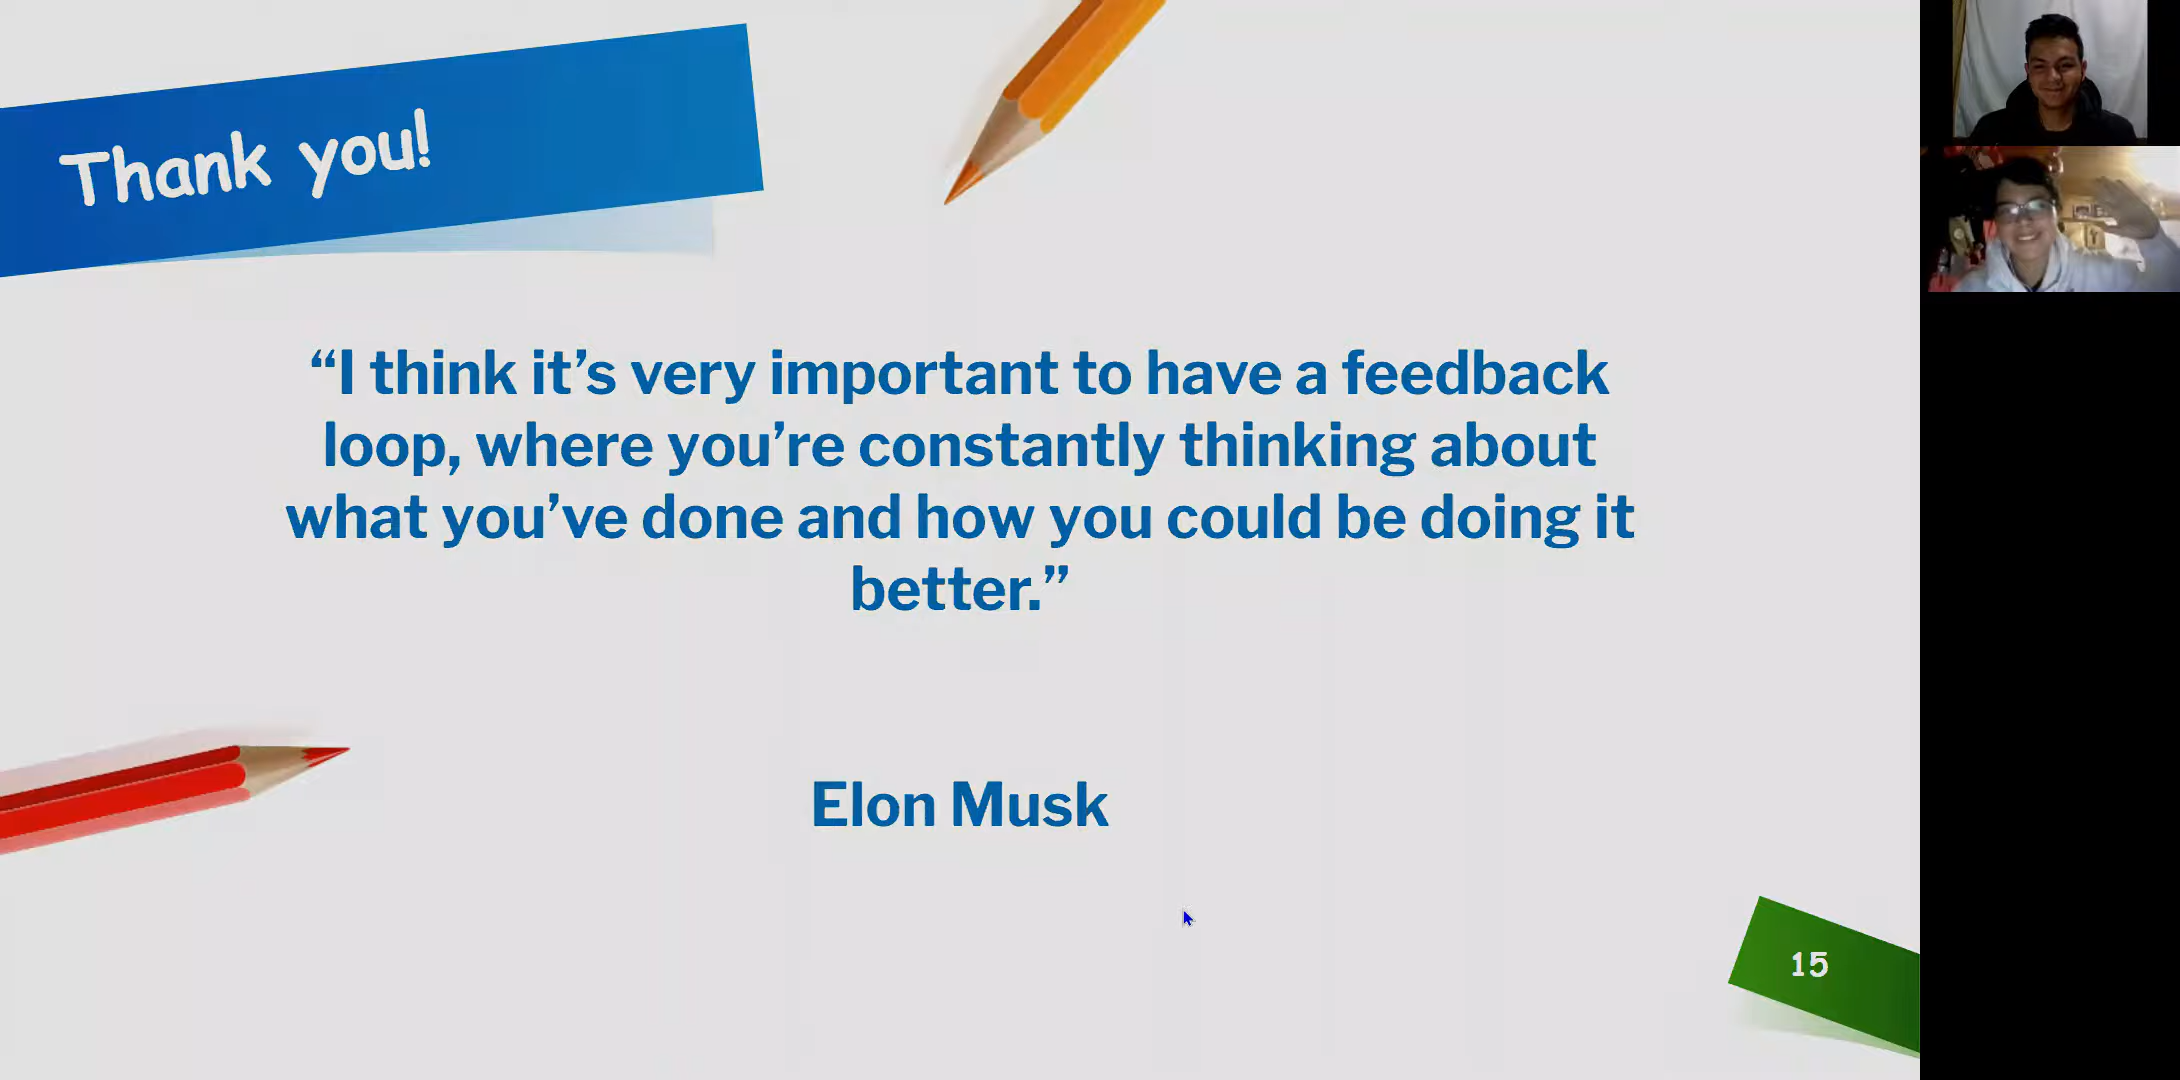 Thank you!
“I think it’s very important to have a feedback
loop, where you’re constantly thinking about
what you’ve done and how you could be doing it
better.”
Elon Musk
15